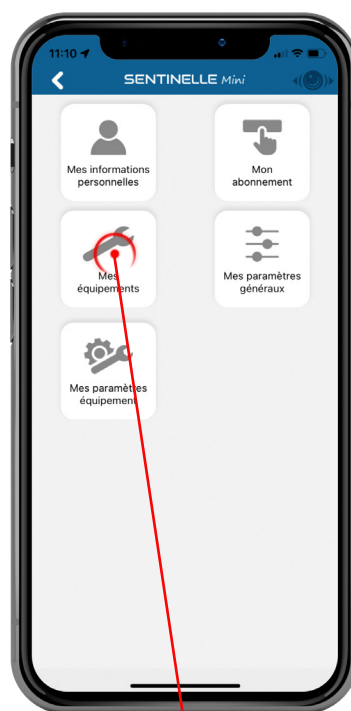 11:10
SENTINELLE Mini
Mes informations
personnelles
Mon
abonnement
Mes
équipements
Mes paramètres
généraux
Mes paramètres
équipement